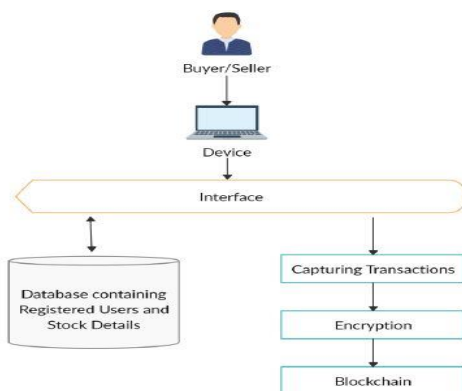 Buyer/Seller
Device
Interface
Database containing
Registered Users and
Stock Details
Capturing Transactions
Encryption
Blockchain